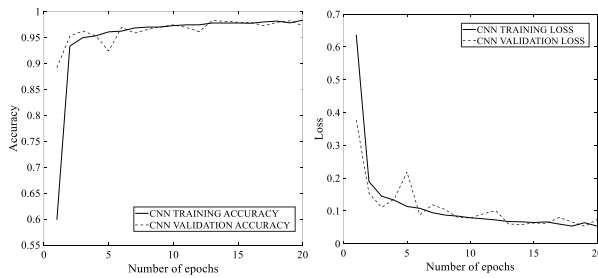 1
0.95
0.9
0.85
0.8
0.75
0.7
0.65
0.6
0.55
0 5 10 15 20
Accuracy
Number of epochs
CNN TRAINING ACCURACY
CNN VALIDATION ACCURACY
0.7
0.6
0.5
0.4
0.3
0.2
0.1
0
0 5 10 15 20
Loss
Number of epochs
CNN TRAINING LOSS
CNN VALIDATION LOSS